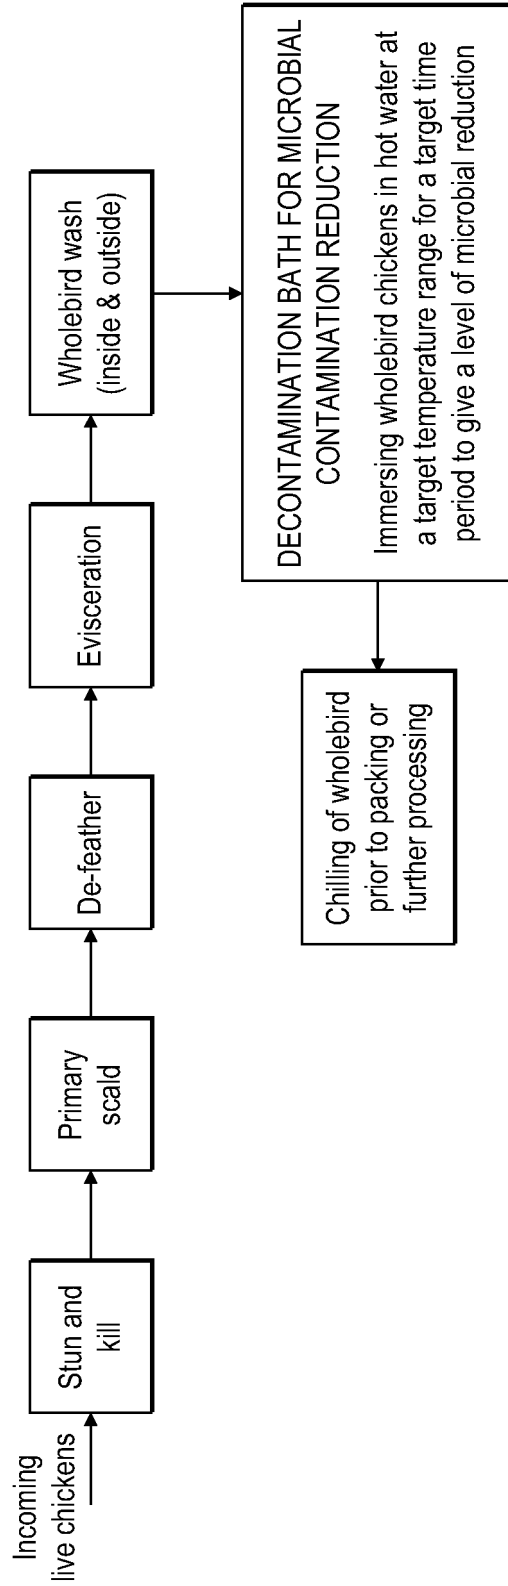 Incoming
live chickens
Stun and
kill
Primary
scald
De-feather
Evisceration
Wholebird wash
(inside & outside)
DECONTAMINATION BATH FOR MICROBIAL
CONTAMINATION REDUCTION
Immersing wholebird chickens in hot water at
a target temperature range for a target time
period to give a level of microbial reduction
Chilling of wholebird
prior to packing or
further processing